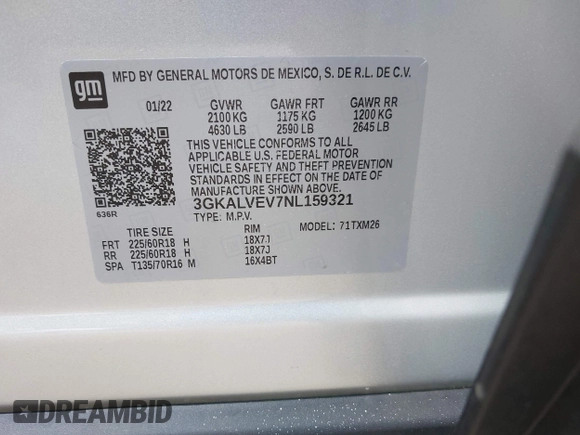 gm
MFD BY GENERAL MOTORS DE MEXICO, S. DE R.L. DE C.V.
01/22 GVWR GAWR FRT GAWR RR
2100 KG 1175 KG 1200 KG
4630 LB 2590 LB 2645 LB
THIS VEHICLE CONFORMS TO ALL
APPLICABLE U.S. FEDERAL MOTOR
VEHICLE SAFETY AND THEFT PREVENTION
STANDARDS IN EFFECT ON THE DATE OF
MANUFACTURE SHOWN ABOVE.
636R 3GKALVEV7NL159321
TYPE: M.P.V.
TIRE SIZE RIM MODEL: 71TXM26
FRT 225/60R18 H 18X7J
RR 225/60R18 H 18X7J
SPA T135/70R16 M 16X4BT
DREAMBID